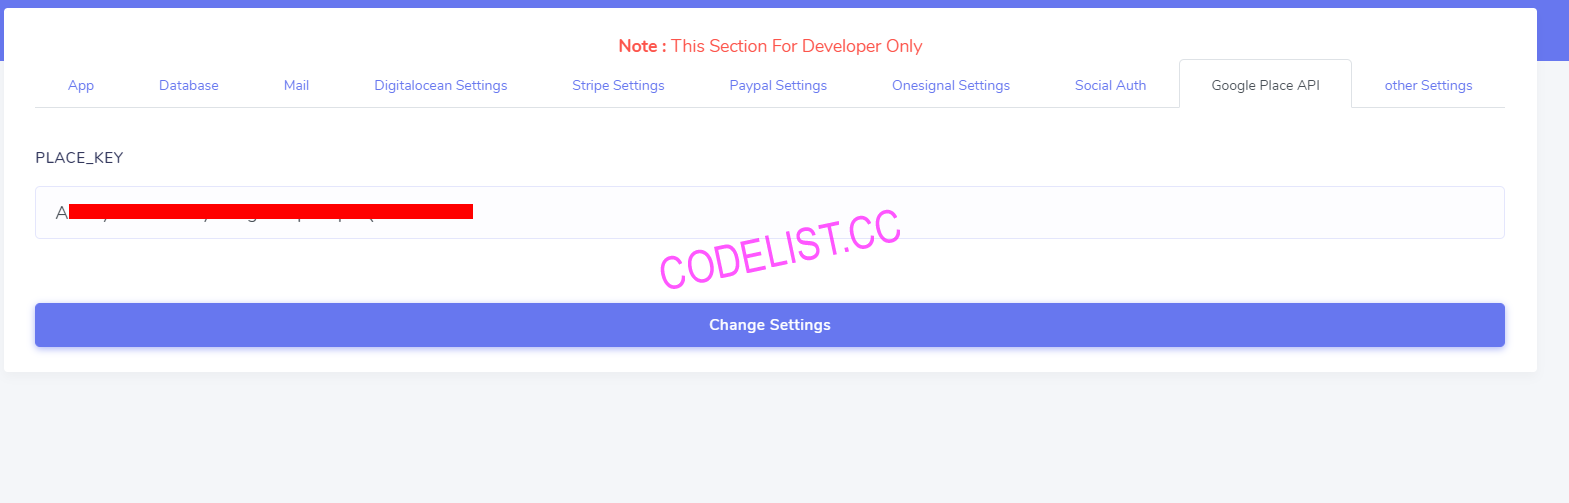 Note : This Section For Developer Only
App Database Mail Digitalocean Settings Stripe Settings Paypal Settings Onesignal Settings Social Auth Google Place API other Settings
PLACE_KEY
A
CODELIST.CC
Change Settings